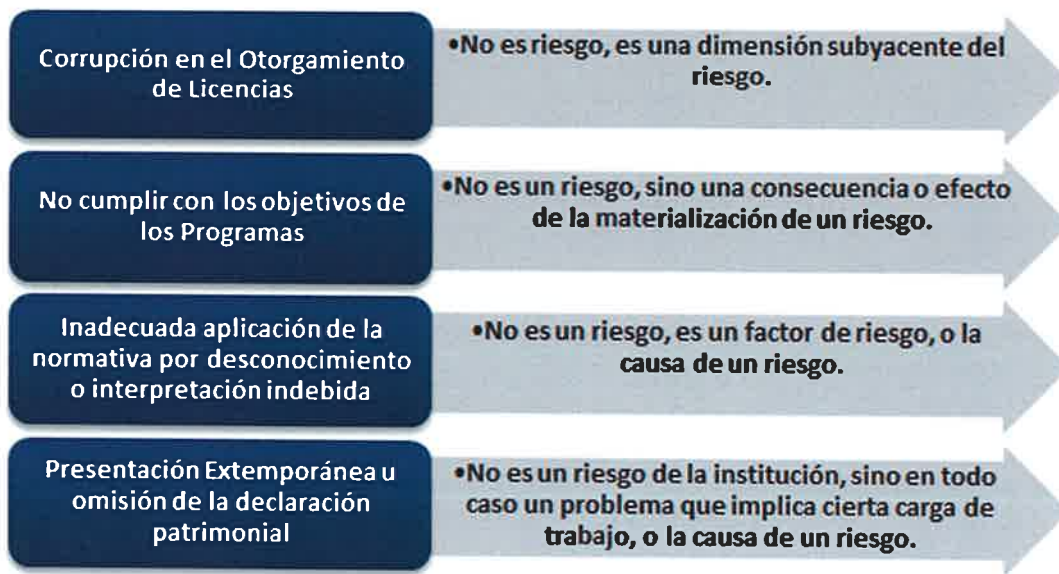 Corrupción en el Otorgamiento
de Licencias
•No es riesgo, es una dimensión subyacente del
riesgo.
No cumplir con los objetivos de
los Programas
•No es un riesgo, sino una consecuencia o efecto
de la materialización de un riesgo.
Inadecuada aplicación de la
normativa por desconocimiento
o interpretación indebida
•No es un riesgo, es un factor de riesgo, o la
causa de un riesgo.
Presentación Extemporánea u
omisión de la declaración
patrimonial
•No es un riesgo de la institución, sino en todo
caso un problema que implica cierta carga de
trabajo, o la causa de un riesgo.